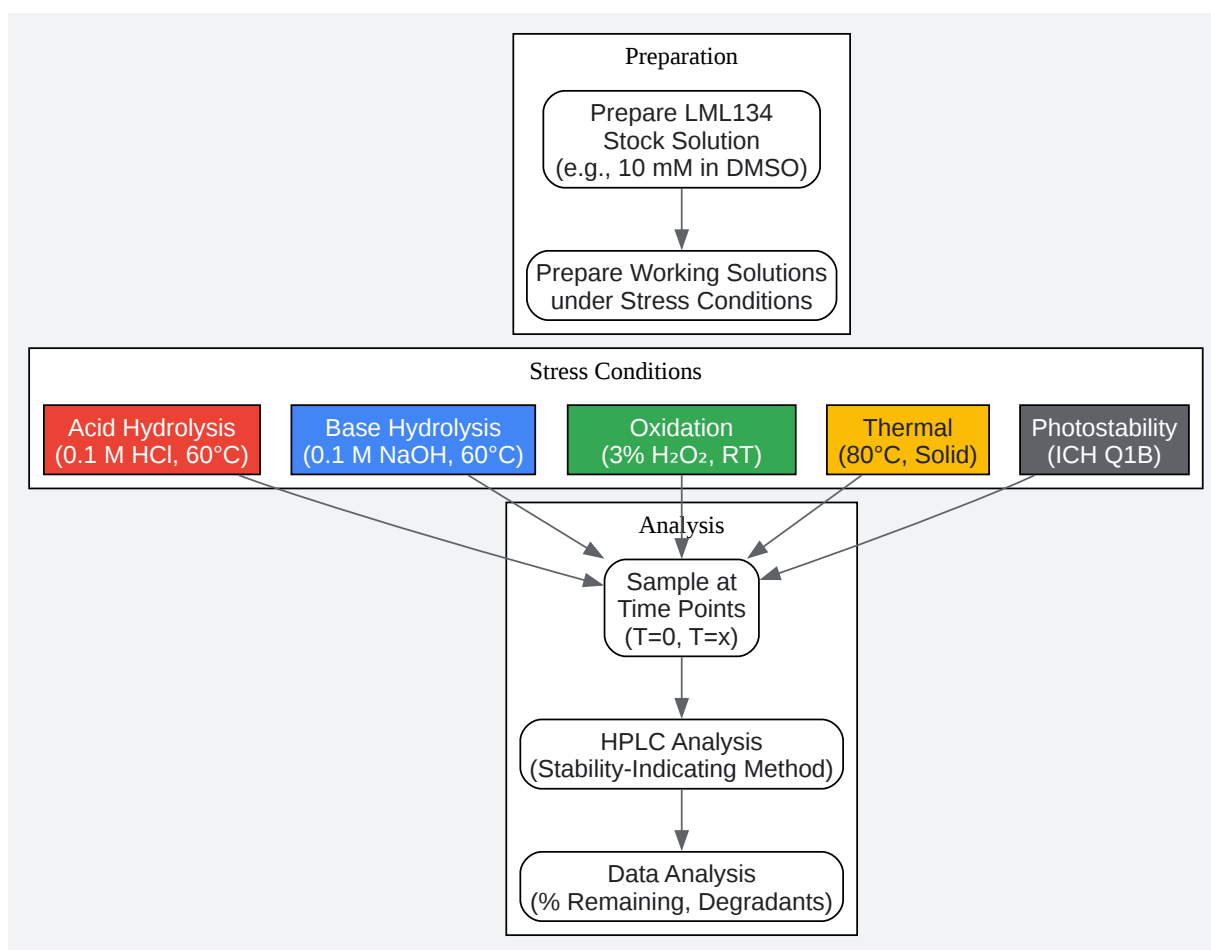 Preparation
Prepare LML134
Stock Solution
(e.g., 10 mM in DMSO)
Prepare Working Solutions
under Stress Conditions
Stress Conditions
Acid Hydrolysis
(0.1 M HCl, 60°C)
Base Hydrolysis
(0.1 M NaOH, 60°C)
Oxidation
(3% H₂O₂, RT)
Thermal
(80°C, Solid)
Photostability
(ICH Q1B)
Analysis
Sample at
Time Points
(T=0, T=x)
HPLC Analysis
(Stability-Indicating Method)
Data Analysis
(% Remaining, Degradants)